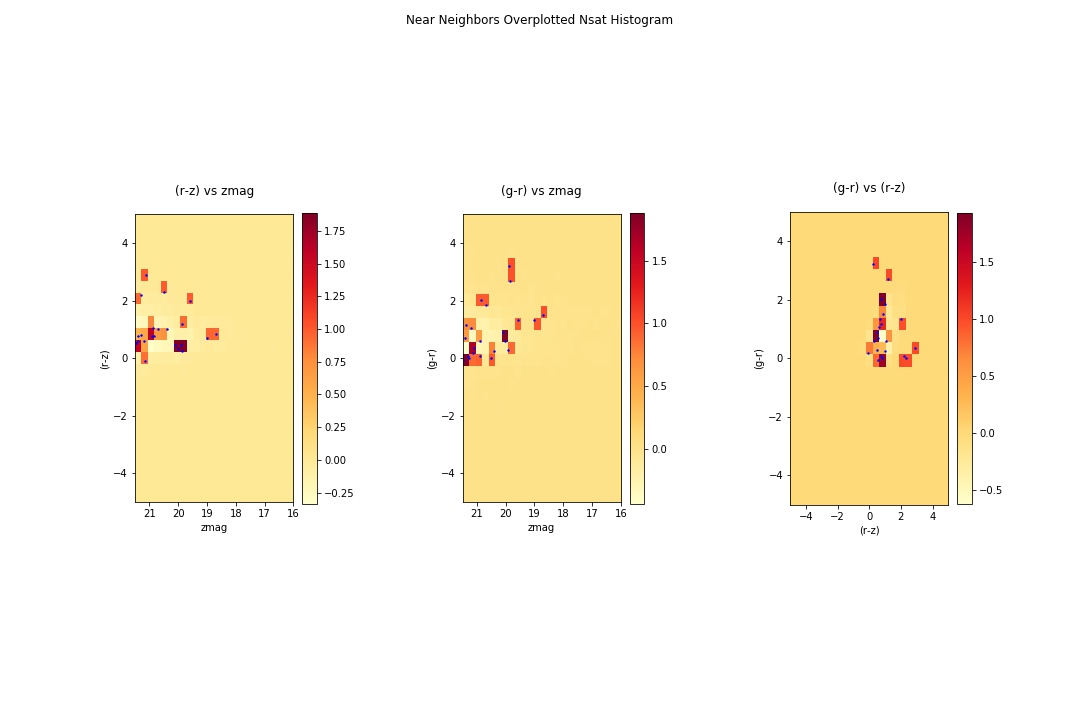 Near Neighbors Overplotted Nsat Histogram
(r-z) vs zmag
(r-z)
4
2
0
−2
−4
21 20 19 18 17 16
zmag
1.75
1.50
1.25
1.00
0.75
0.50
0.25
0.00
−0.25
(g-r) vs zmag
(g-r)
4
2
0
−2
−4
21 20 19 18 17 16
zmag
1.5
1.0
0.5
0.0
(g-r) vs (r-z)
(g-r)
4
2
0
−2
−4
−4 −2 0 2 4
(r-z)
1.5
1.0
0.5
0.0
−0.5